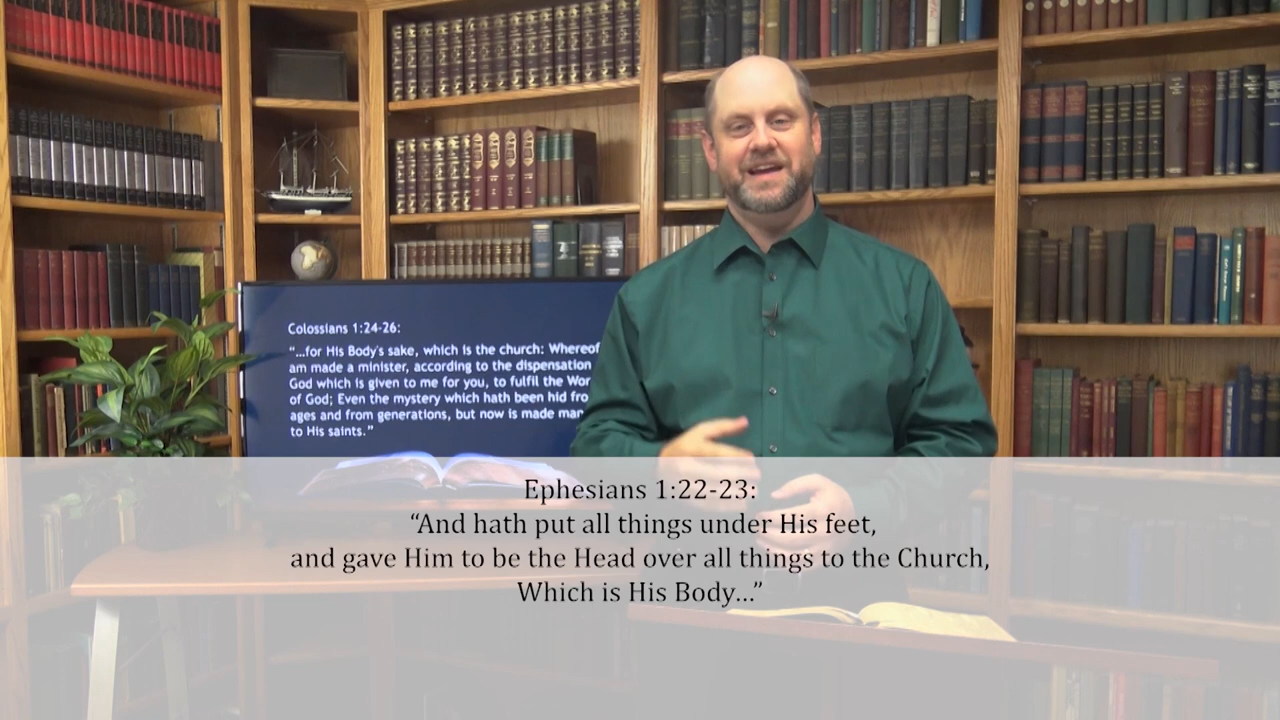 Colossians 1:24-26:
“...for His Body's sake, which is the church: Whereof
am made a minister, according to the dispensation
God which is given to me for you, to fulfil the Wor
of God; Even the mystery which hath been hid fro
ages and from generations, but now is made man
to His saints.”
Ephesians 1:22-23:
“And hath put all things under His feet,
and gave Him to be the Head over all things to the Church,
Which is His Body...”